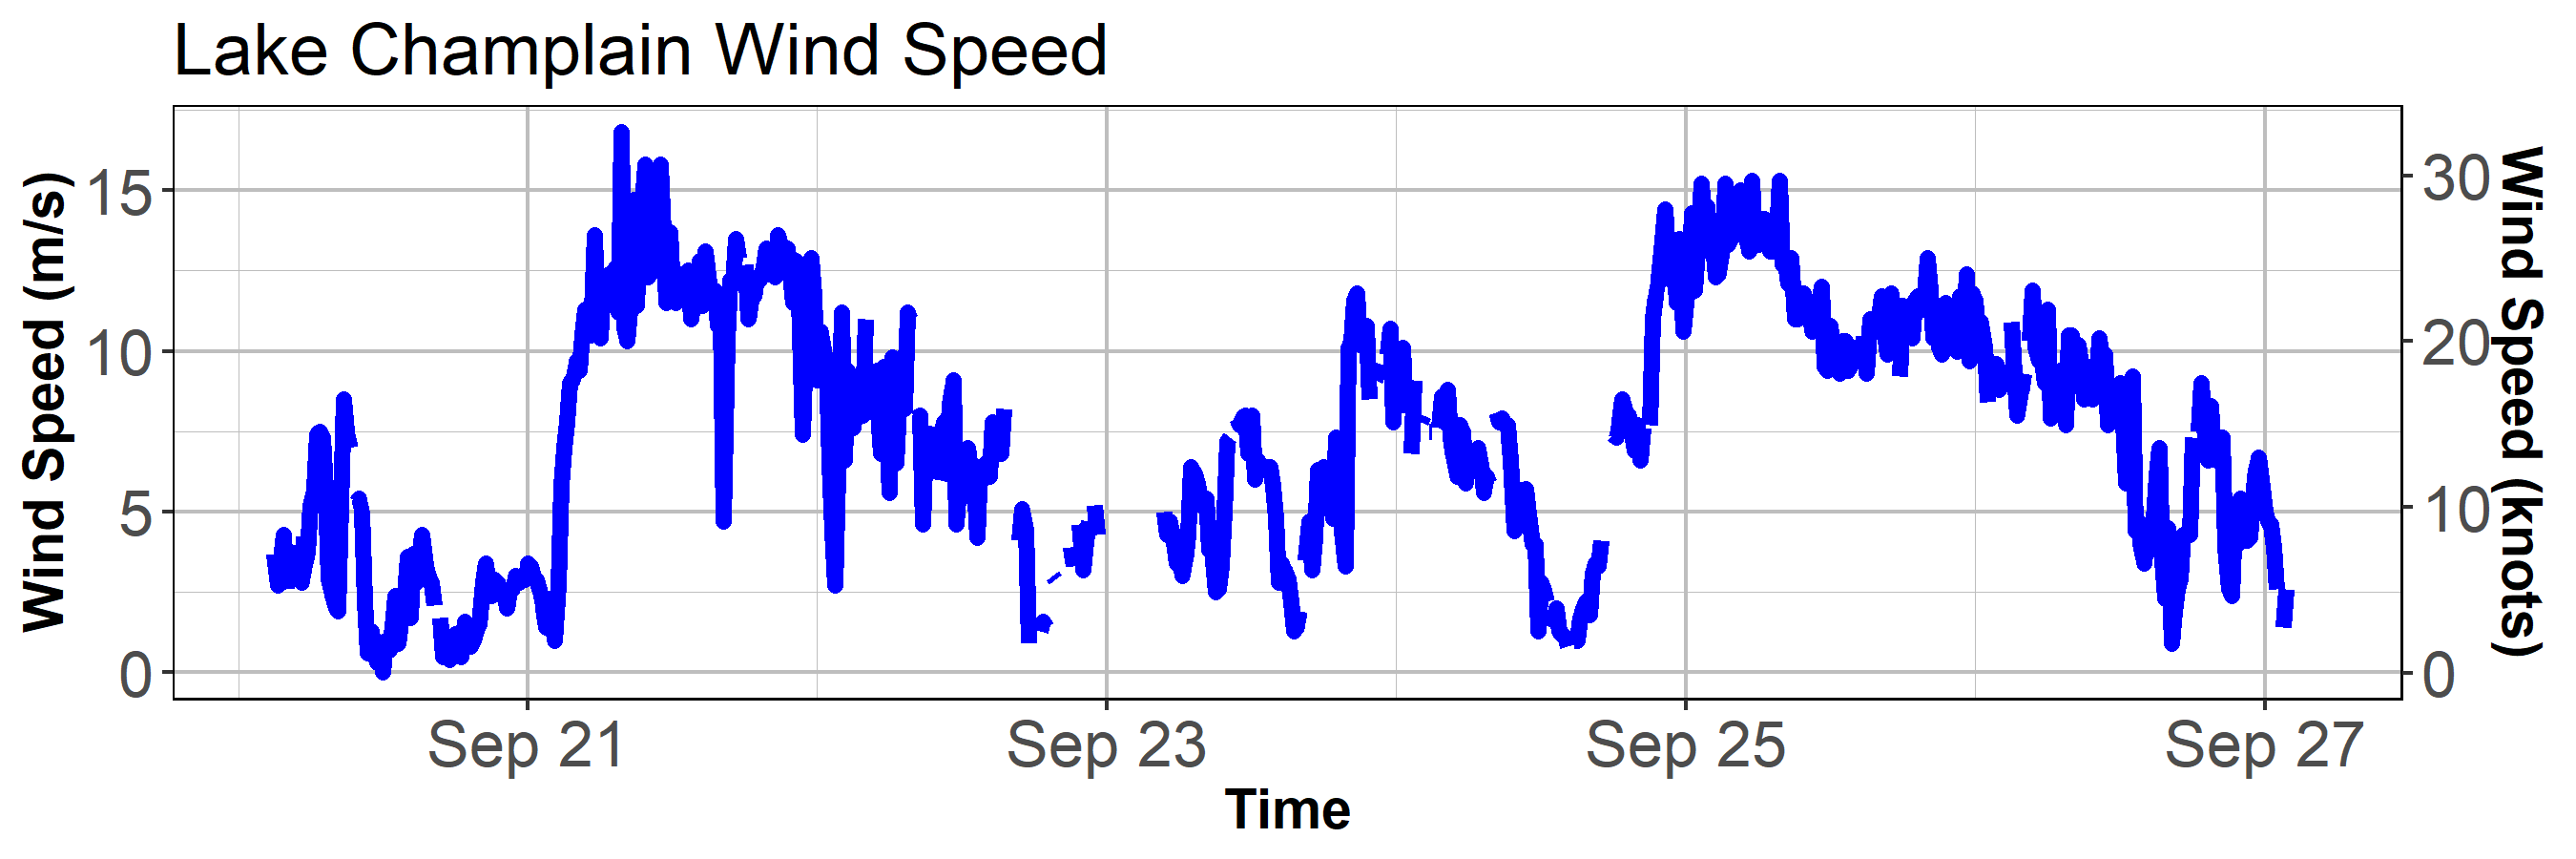 Lake Champlain Wind Speed
Wind Speed (m/s)
15
10
5
0
30
20
10
0
Wind Speed (knots)
Sep 21
Sep 23
Sep 25
Sep 27
Time